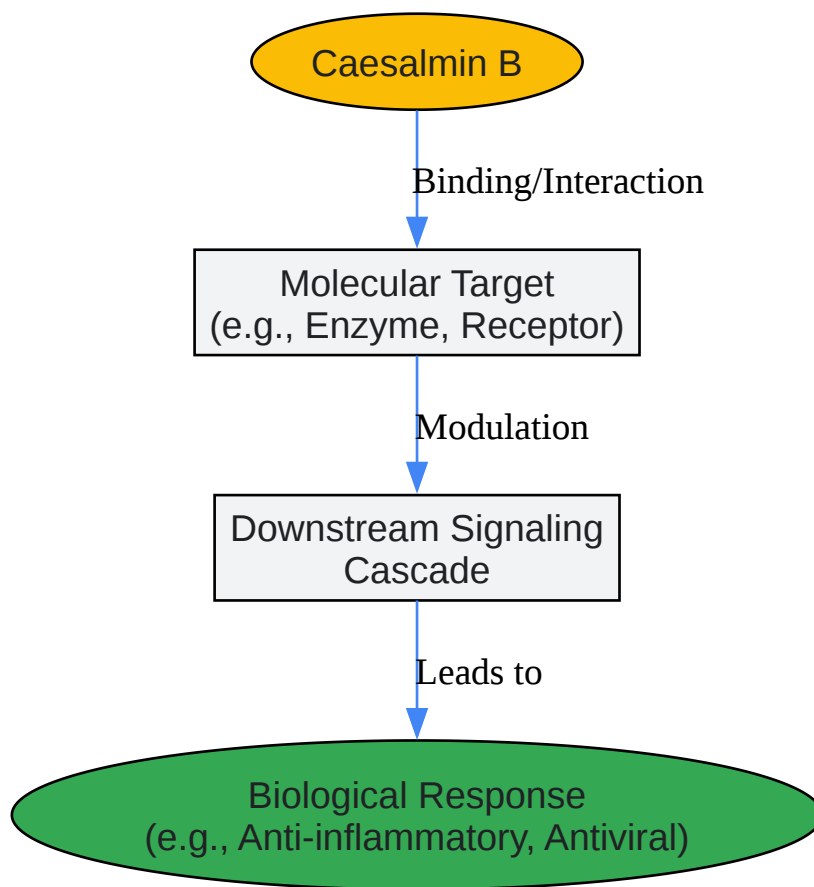 Caesalmin B
Binding/Interaction
Molecular Target
(e.g., Enzyme, Receptor)
Modulation
Downstream Signaling
Cascade
Leads to
Biological Response
(e.g., Anti-inflammatory, Antiviral)